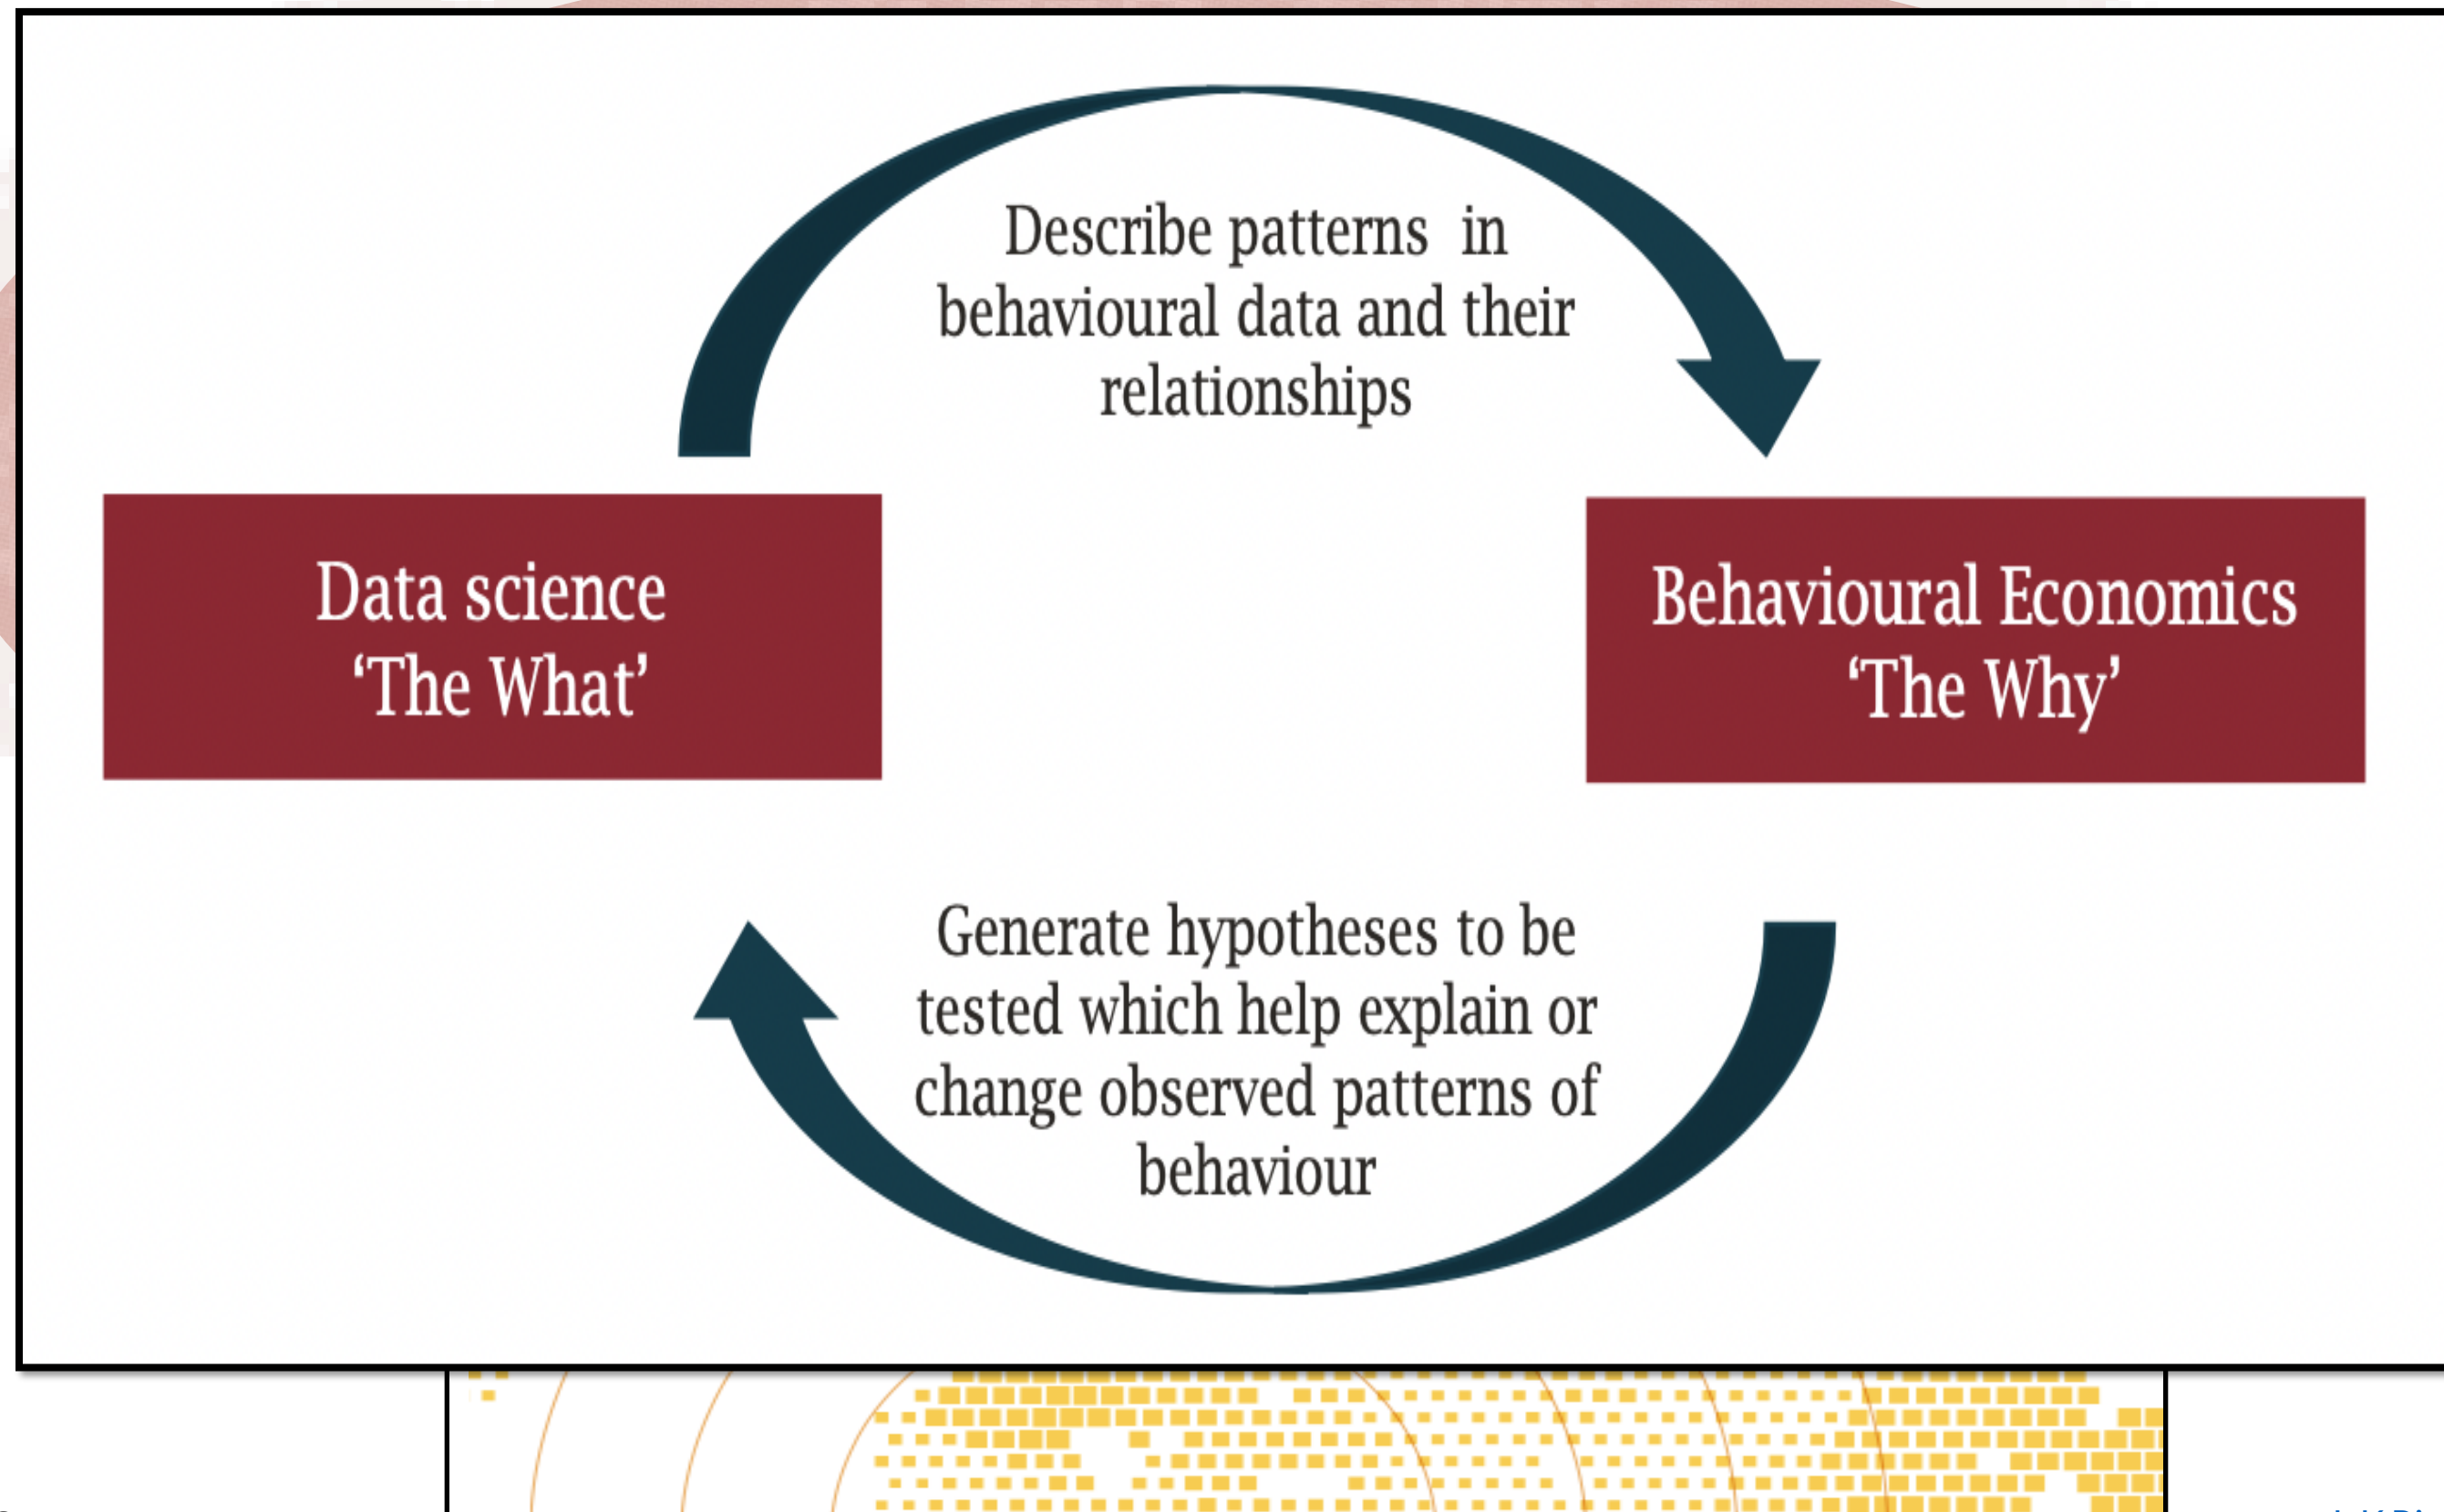 Describe patterns in
behavioural data and their
relationships
Data science
‘The What’
Behavioural Economics
‘The Why’
Generate hypotheses to be
tested which help explain or
change observed patterns of
behaviour